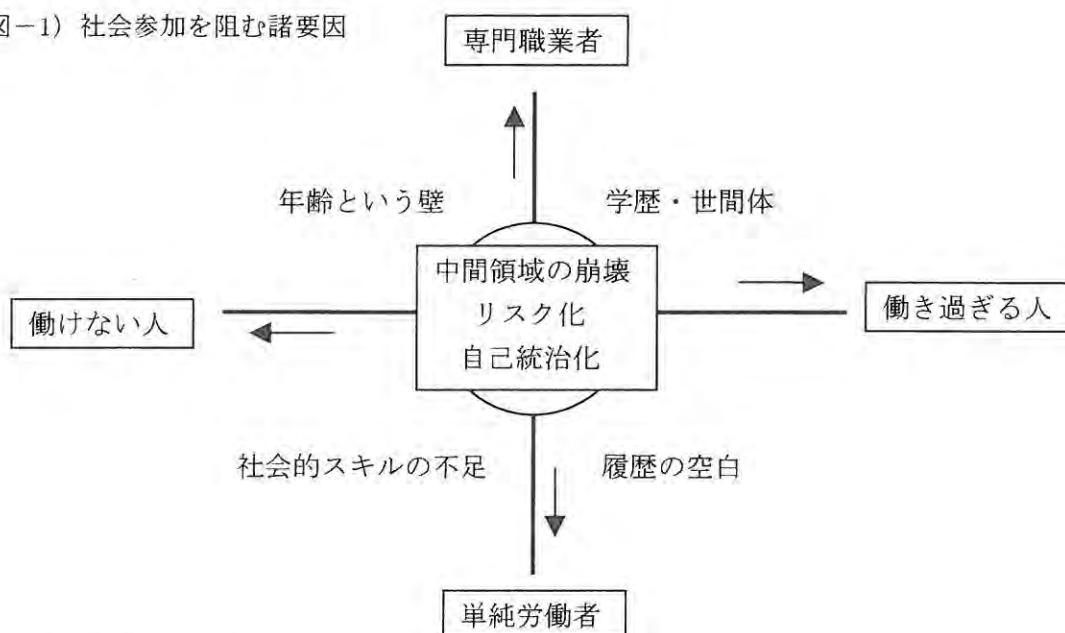 図－1）社会参加を阻む諸要因
専門職業者
年齢という壁
学歴・世間体
中間領域の崩壊
リスク化
自己統治化
働けない人
働き過ぎる人
社会的スキルの不足
履歴の空白
単純労働者